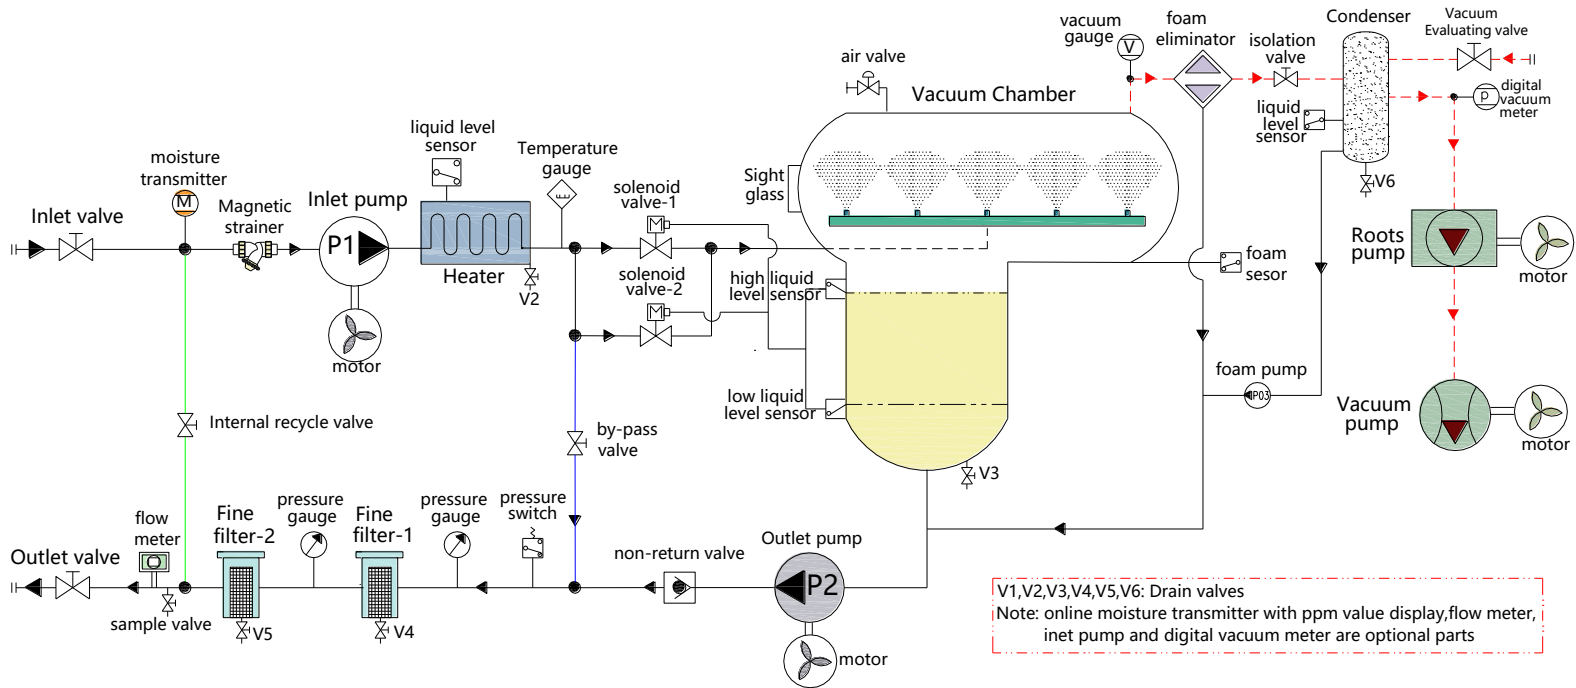 vacuum
gauge
V
foam
eliminator
isolation
valve
Condenser
Vacuum
Evaluating valve
air valve
Vacuum Chamber
liquid
level
sensor
p
digital
vacuum
meter
V6
liquid level
sensor
Temperature
gauge
moisture
transmitter
M
Inlet valve
Magnetic
strainer
Inlet pump
P1
Heater
V2
motor
solenoid
valve-1
M
solenoid
valve-2
M
Sight
glass
high liquid
level sensor
low liquid
level sensor
foam
sesor
Roots
pump
motor
foam pump
P03
Vacuum
pump
motor
Internal recycle valve
by-pass
valve
V3
Outlet valve
flow
meter
sample valve
Fine
filter-2
V5
pressure
gauge
Fine
filter-1
V4
pressure
gauge
pressure
switch
non-return valve
Outlet pump
P2
motor
V1,V2,V3,V4,V5,V6: Drain valves
Note: online moisture transmitter with ppm value display,flow meter,
inet pump and digital vacuum meter are optional parts